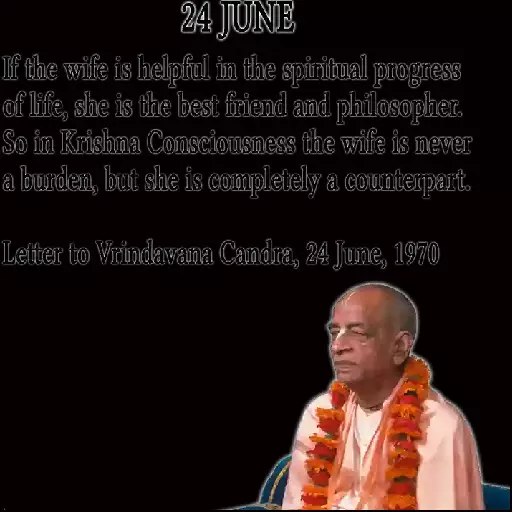 24 JUNE
If the wife is helpful in the spiritual progress
of life, she is the best friend and philosopher.
So in Krishna Consciousness the wife is never
a burden, but she is completely a counterpart.
Letter to Vrindavana Candra, 24 June, 1970